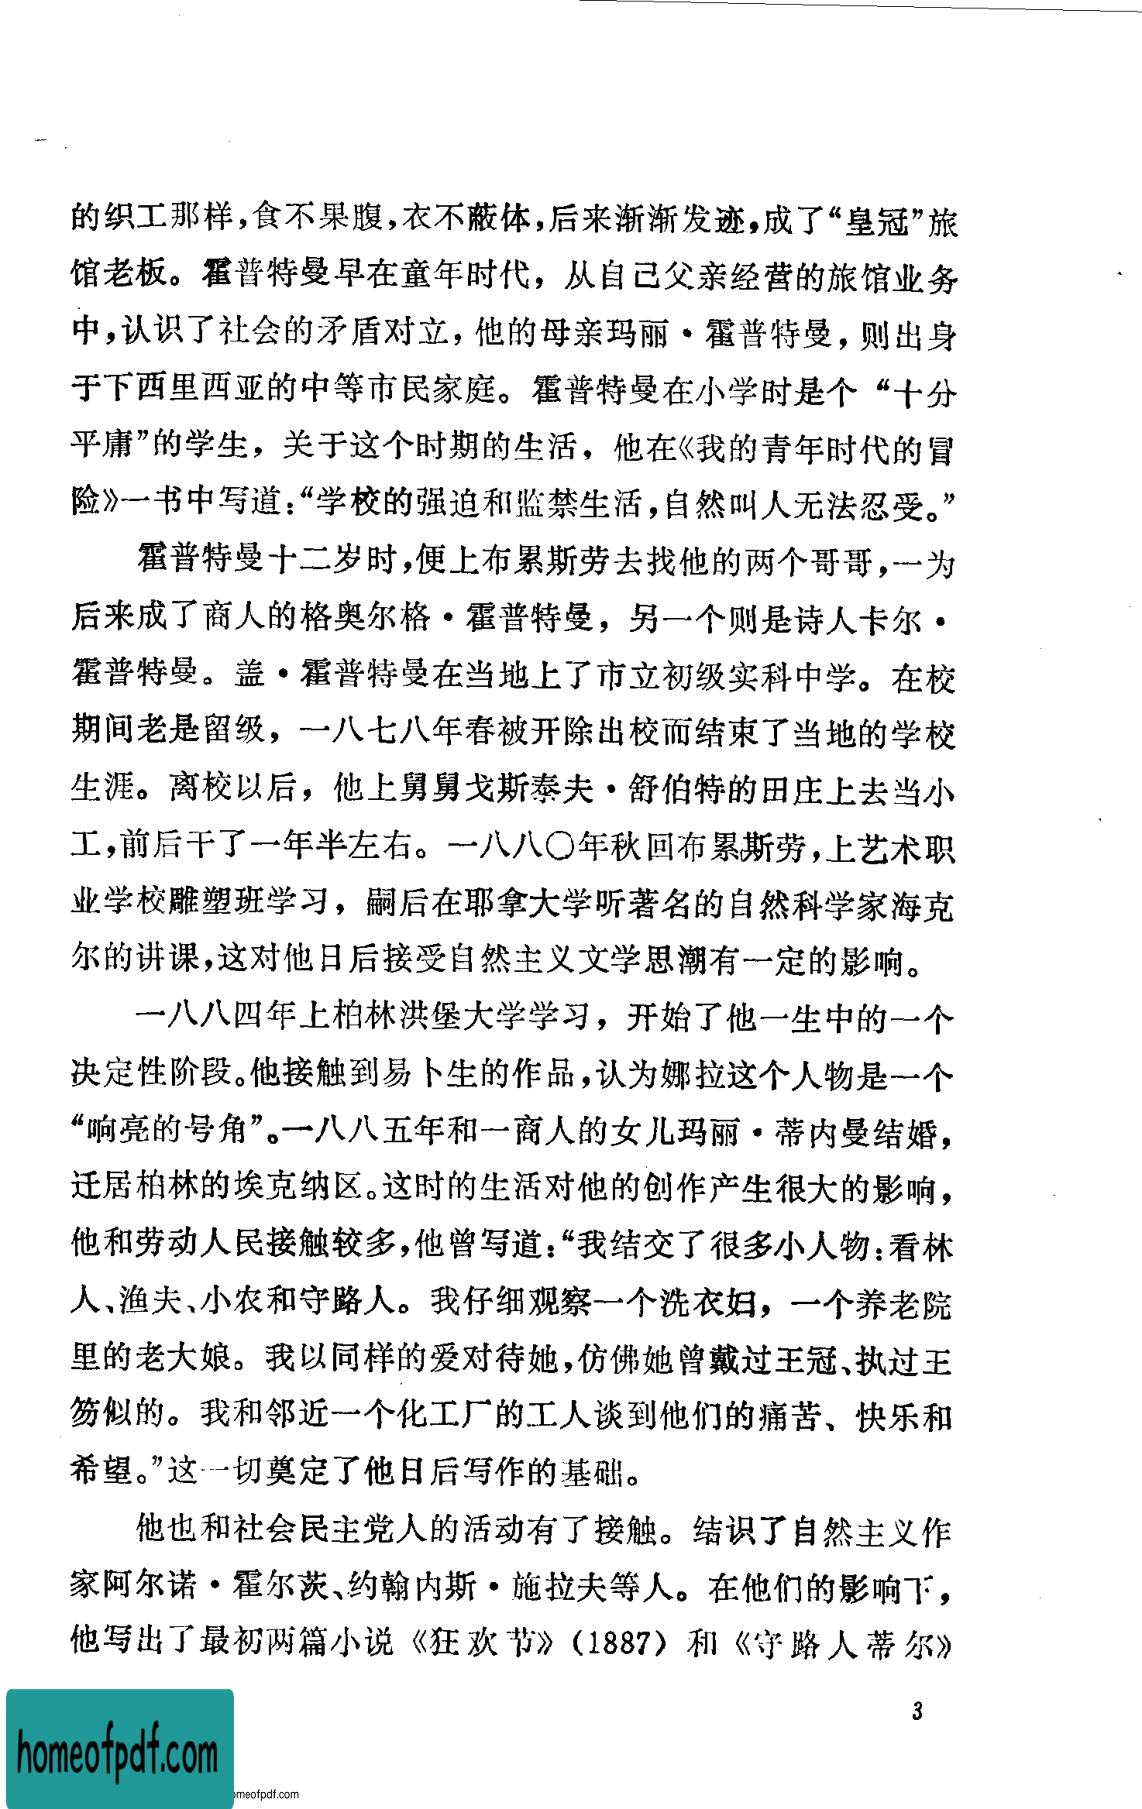 的织工那样,食不果腹,衣不蔽体,后来渐渐发迹,成了“皇冠”旅
馆老板。霍普特曼早在童年时代，从自己父亲经营的旅馆业务
中,认识了社会的矛盾对立，他的母亲玛丽·霍普特曼，则出身
于下西里西亚的中等市民家庭。霍普特曼在小学时是个“十分
平庸”的学生，关于这个时期的生活，他在《我的青年时代的冒
险》一书中写道:“学校的强迫和监禁生活,自然叫人无法忍受。”
霍普特曼十二岁时,便上布累斯劳去找他的两个哥哥,一为
后来成了商人的格奥尔格·霍普特曼，另一个则是诗人卡尔·
霍普特曼。盖·霍普特曼在当地上了市立初级实科中学。在校
期间老是留级，一八七八年春被开除出校而结束了当地的学校
生涯。离校以后，他上舅舅戈斯泰夫·舒伯特的田庄上去当小
工,前后干了一年半左右。一八八〇年秋回布累斯劳,上艺术职
业学校雕塑班学习，嗣后在耶拿大学听著名的自然科学家海克
尔的讲课,这对他日后接受自然主义文学思潮有一定的影响。
一八八四年上柏林洪堡大学学习，开始了他一生中的一个
决定性阶段。他接触到易卜生的作品,认为娜拉这个人物是一个
“响亮的号角”。一八八五年和一商人的女儿玛丽·蒂内曼结婚,
迁居柏林的埃克纳区。这时的生活对他的创作产生很大的影响,
他和劳动人民接触较多,他曾写道:“我结交了很多小人物:看林
人、渔夫、小农和守路人。我仔细观察一个洗衣妇，一个养老院
里的老大娘。我以同样的爱对待她,仿佛她曾戴过王冠、执过王
笏似的。我和邻近一个化工厂的工人谈到他们的痛苦、快乐和
希望。”这一切奠定了他日后写作的基础。
他也和社会民主党人的活动有了接触。结识了自然主义作
家阿尔诺·霍尔茨、约翰内斯·施拉夫等人。在他们的影响下,
他写出了最初两篇小说《狂欢节》(1887) 和《守路人蒂尔》
3
homeofpdf.com
omeofpdf.com